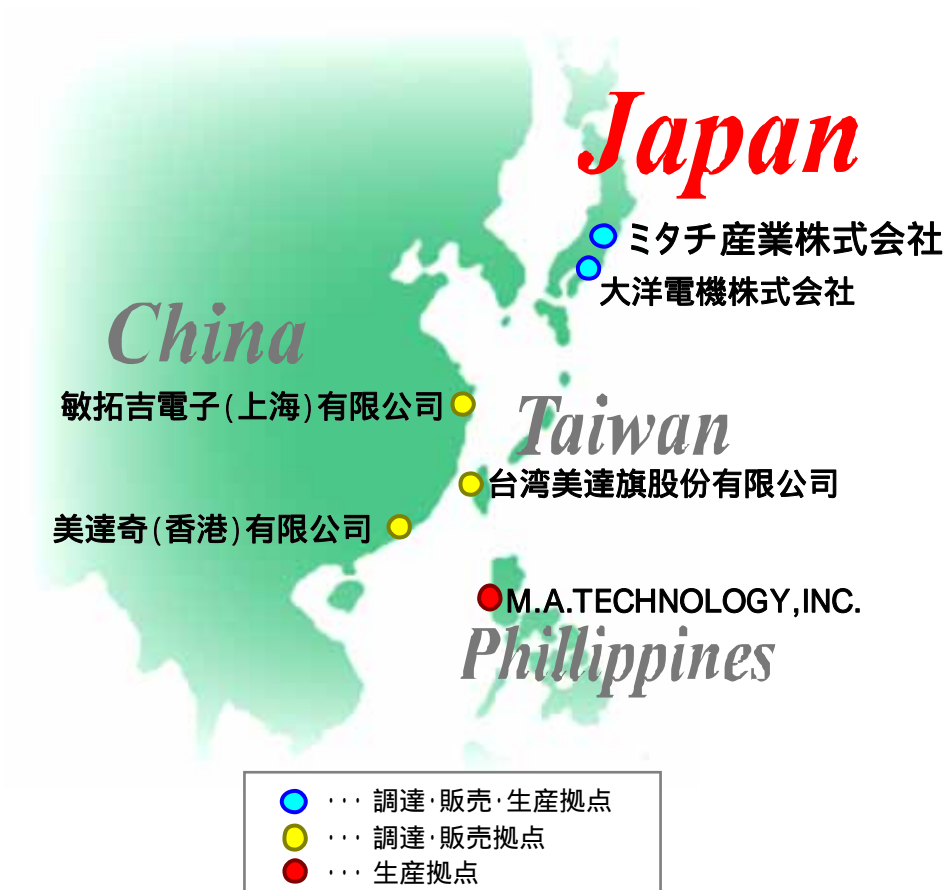 Japan
ミタチ産業株式会社
大洋電機株式会社
China
敏拓吉電子(上海)有限公司
Taiwan
台湾美達旗股份有限公司
美達奇(香港)有限公司
M.A.TECHNOLOGY,INC.
Phillippines
･･･ 調達･販売･生産拠点
･･･ 調達･販売拠点
･･･ 生産拠点